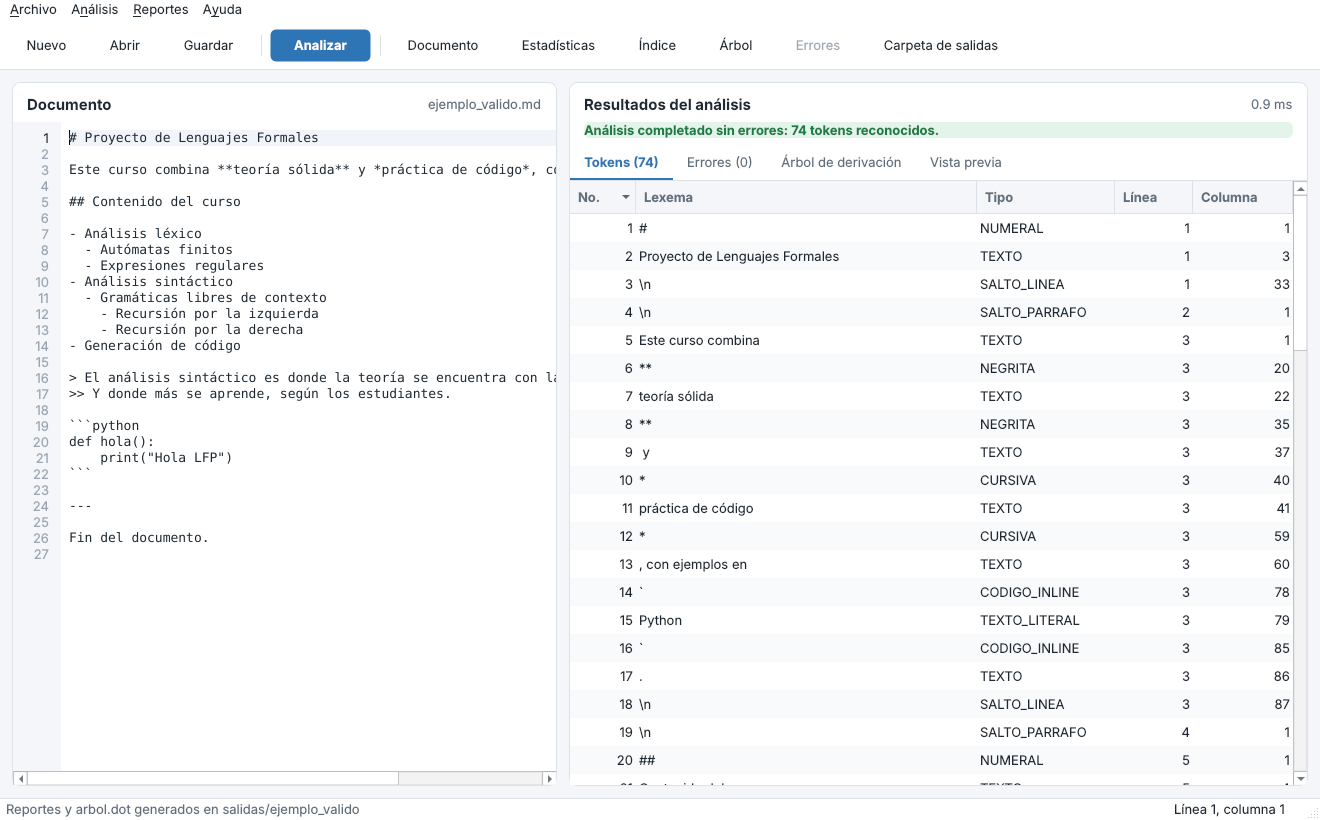 Archivo Análisis Reportes Ayuda
Nuevo Abrir Guardar Analizar Documento Estadísticas Índice Árbol Errores Carpeta de salidas
Documento ejemplo_valido.md
1 # Proyecto de Lenguajes Formales
2
3 Este curso combina **teoría sólida** y *práctica de código*, co
4
5 ## Contenido del curso
6
7 - Análisis léxico
8   - Autómatas finitos
9   - Expresiones regulares
10 - Análisis sintáctico
11   - Gramáticas libres de contexto
12     - Recursión por la izquierda
13     - Recursión por la derecha
14 - Generación de código
15
16 > El análisis sintáctico es donde la teoría se encuentra con la
17 >> Y donde más se aprende, según los estudiantes.
18
19 ```python
20 def hola():
21     print("Hola LFP")
22 ```
23
24 ---
25
26 Fin del documento.
27
Resultados del análisis 0.9 ms
Análisis completado sin errores: 74 tokens reconocidos.
Tokens (74) Errores (0) Árbol de derivación Vista previa
No. Lexema Tipo Línea Columna
1 # NUMERAL 1 1
2 Proyecto de Lenguajes Formales TEXTO 1 3
3 \n SALTO_LINEA 1 33
4 \n SALTO_PARRAFO 2 1
5 Este curso combina TEXTO 3 1
6 ** NEGRITA 3 20
7 teoría sólida TEXTO 3 22
8 ** NEGRITA 3 35
9 y TEXTO 3 37
10 * CURSIVA 3 40
11 práctica de código TEXTO 3 41
12 * CURSIVA 3 59
13 , con ejemplos en TEXTO 3 60
14 ` CODIGO_INLINE 3 78
15 Python TEXTO_LITERAL 3 79
16 ` CODIGO_INLINE 3 85
17 . TEXTO 3 86
18 \n SALTO_LINEA 3 87
19 \n SALTO_PARRAFO 4 1
20 ## NUMERAL 5 1
Reportes y arbol.dot generados en salidas/ejemplo_valido Línea 1, columna 1